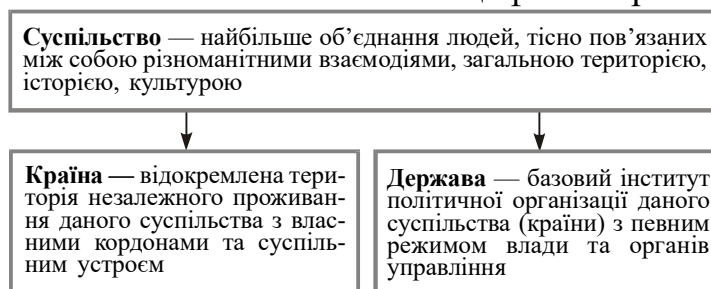 Суспільство — найбільше об’єднання людей, тісно пов’язаних
між собою різноманітними взаємодіями, загальною територією,
історією, культурою
Країна — відокремлена тери-
торія незалежного проживан-
ня даного суспільства з влас-
ними кордонами та суспіль-
ним устроєм
Держава — базовий інститут
політичної організації даного
суспільства (країни) з певним
режимом влади та органів
управління